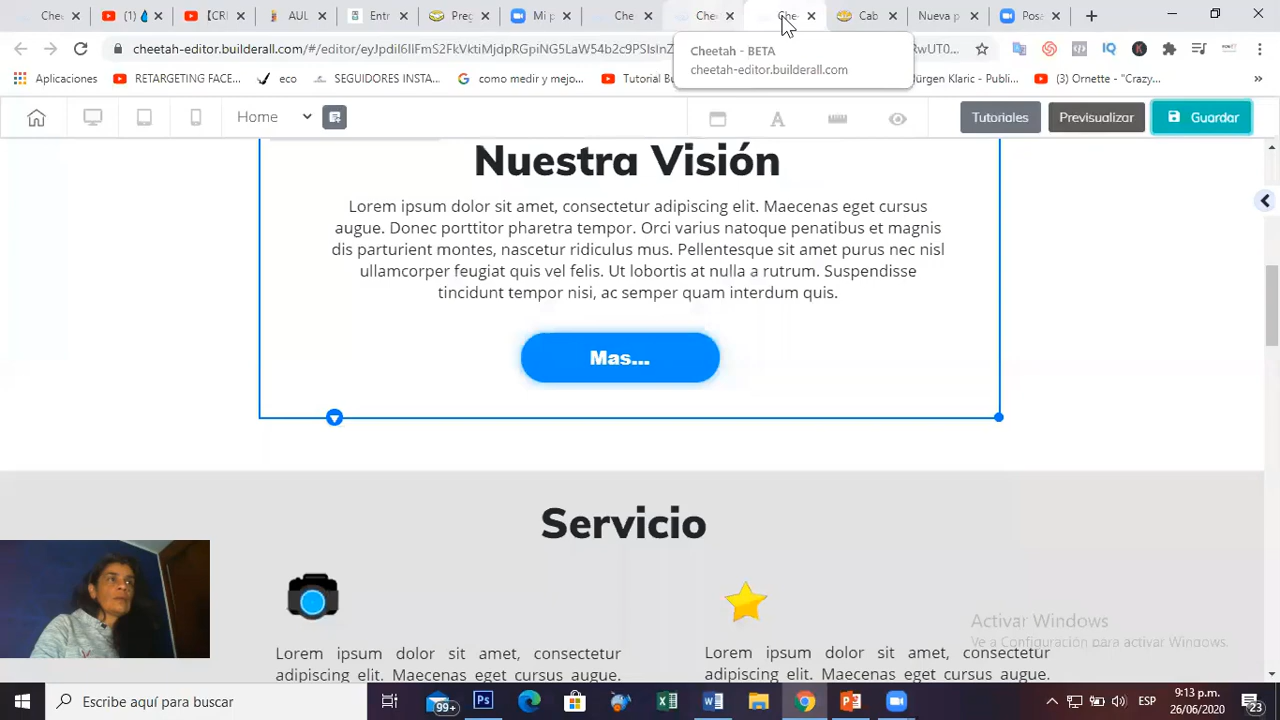 Che
(1)
【CRI
AUL
Entr
Preg
Mi p
Che
Che
Che
Cab
Nueva p
Pos
cheetah-editor.builderall.com/#/editor/
Cheetah - BETA
cheetah-editor.builderall.com
Aplicaciones
RETARGETING FACE...
eco
SEGUIDORES INSTA...
como medir y mejo...
Tutorial Bu
Jürgen Klaric - Publi...
(3) Ornette - "Crazy...
Home
Tutoriales
Previsualizar
Guardar
Nuestra Visión
Lorem ipsum dolor sit amet, consectetur adipiscing elit. Maecenas eget cursus
augue. Donec porttitor pharetra tempor. Orci varius natoque penatibus et magnis
dis parturient montes, nascetur ridiculus mus. Pellentesque sit amet purus nec nisl
ullamcorper feugiat quis vel felis. Ut lobortis at nulla a rutrum. Suspendisse
tincidunt tempor nisi, ac semper quam interdum quis.
Mas...
Servicio
Lorem ipsum dolor sit amet, consectetur
adipiscing elit. Maecenas eget cursus augue.
Lorem ipsum dolor sit amet, consectetur
adipiscing elit. Maecenas eget cursus augue.
Activar Windows
Ve a Configuración para activar Windows.
Escribe aquí para buscar
99+
ESP
9:13 p.m.
26/06/2020
23